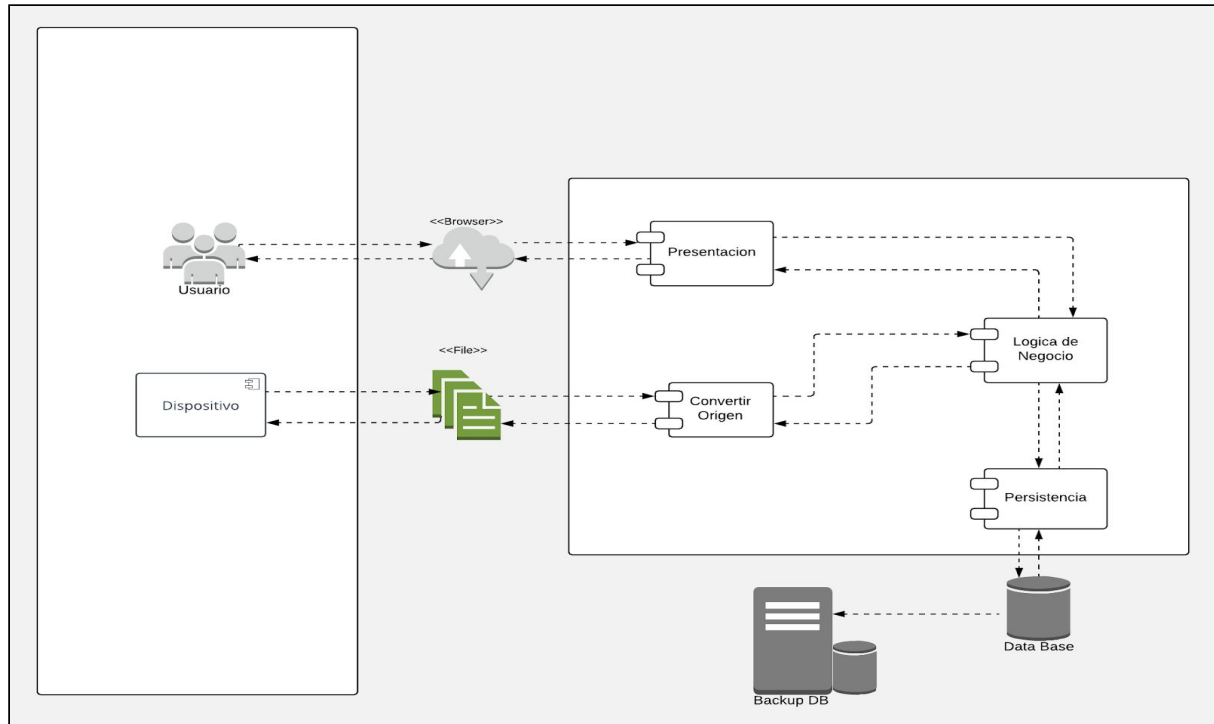 <<Browser>>
Presentacion
Usuario
Logica de
Negocio
<<File>>
Dispositivo
Convertir
Origen
Persistencia
Data Base
Backup DB